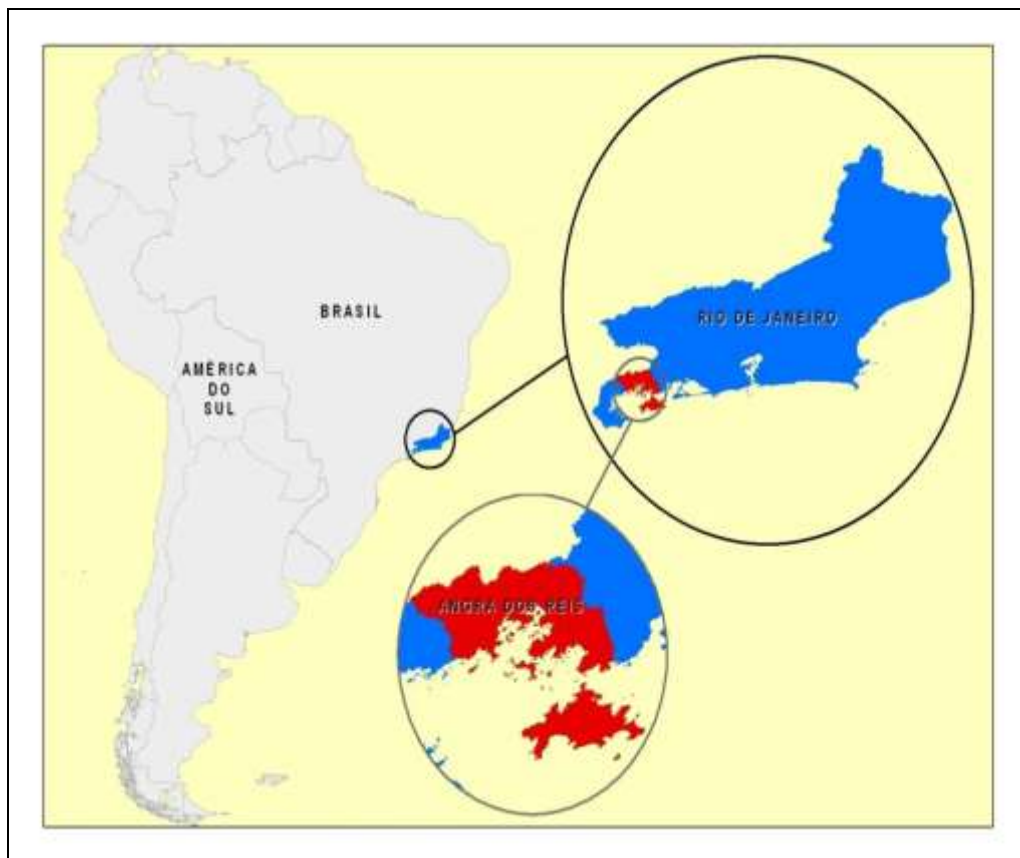 BRASIL
AMÉRICA
DO
SUL
RIO DE JANEIRO
ANGRA DOS REIS